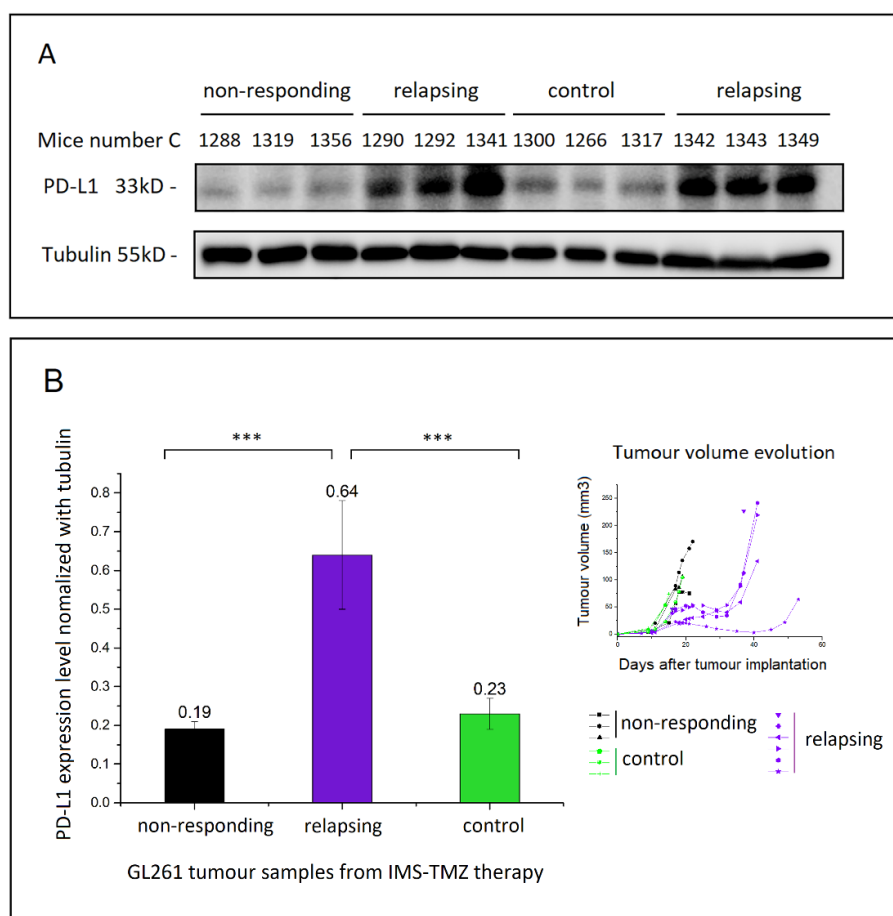 A
non-responding relapsing control relapsing
Mice number C 1288 1319 1356 1290 1292 1341 1300 1266 1317 1342 1343 1349
PD-L1 33kD -
Tubulin 55kD -
B
PD-L1 expression level nomalized with tubulin
*** ***
0.8
0.7
0.6
0.5
0.4
0.3
0.2
0.1
0.0
0.19
0.64
0.23
non-responding relapsing control
GL261 tumour samples from IMS-TMZ therapy
Tumour volume evolution
Tumour volume (mm3)
250
200
150
100
50
0
0 20 40 60
Days after tumour implantation
non-responding
control
relapsing